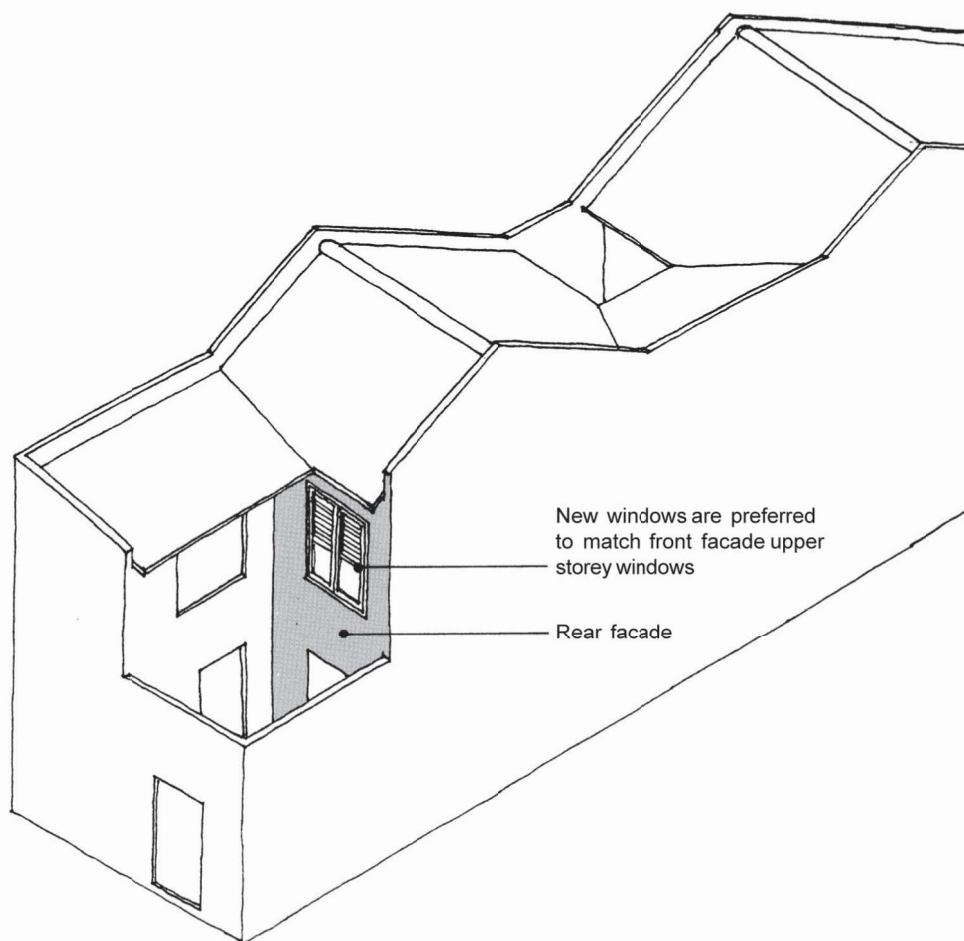 New windows are preferred
to match front facade upper
storey windows
Rear facade